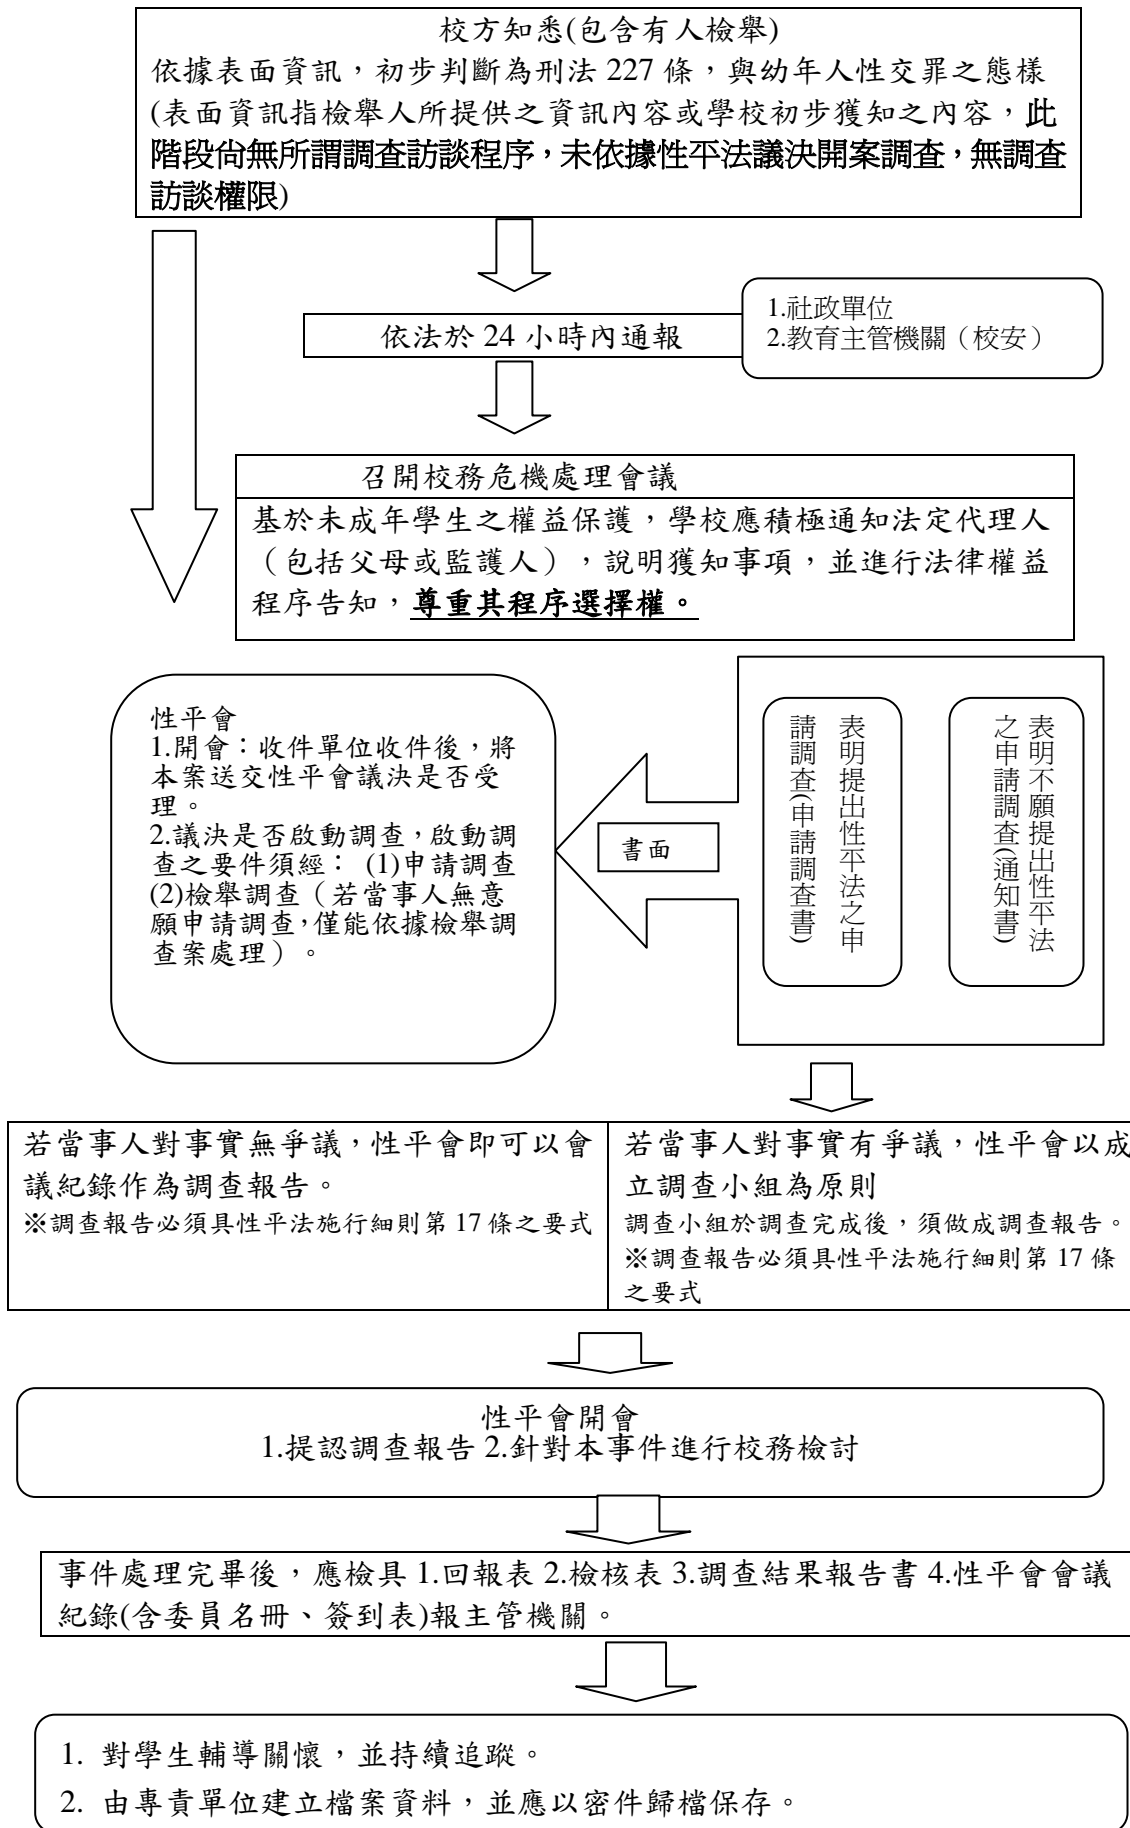 校方知悉(包含有人檢舉)
依據表面資訊，初步判斷為刑法 227 條，與幼年人性交罪之態樣
(表面資訊指檢舉人所提供之資訊內容或學校初步獲知之內容，此
階段尚無所謂調查訪談程序，未依據性平法議決開案調查，無調查
訪談權限)
依法於 24 小時內通報
1.社政單位
2.教育主管機關（校安）
召開校務危機處理會議
基於未成年學生之權益保護，學校應積極通知法定代理人
（包括父母或監護人），說明獲知事項，並進行法律權益
程序告知，尊重其程序選擇權。
性平會
1.開會：收件單位收件後，將
本案送交性平會議決是否受
理。
2.議決是否啟動調查，啟動調
查之要件須經： (1)申請調查
(2)檢舉調查（若當事人無意
願申請調查，僅能依據檢舉調
查案處理）。
書面
表明提出性平法之申
請調查(申請調查書)
表明不願提出性平法
之申請調查(通知書)
若當事人對事實無爭議，性平會即可以會
議紀錄作為調查報告。
※調查報告必須具性平法施行細則第 17 條之要式
若當事人對事實有爭議，性平會以成
立調查小組為原則
調查小組於調查完成後，須做成調查報告。
※調查報告必須具性平法施行細則第 17 條
之要式
性平會開會
1.提認調查報告 2.針對本事件進行校務檢討
事件處理完畢後，應檢具 1.回報表 2.檢核表 3.調查結果報告書 4.性平會會議
紀錄(含委員名冊、簽到表)報主管機關。
1. 對學生輔導關懷，並持續追蹤。
2. 由專責單位建立檔案資料，並應以密件歸檔保存。